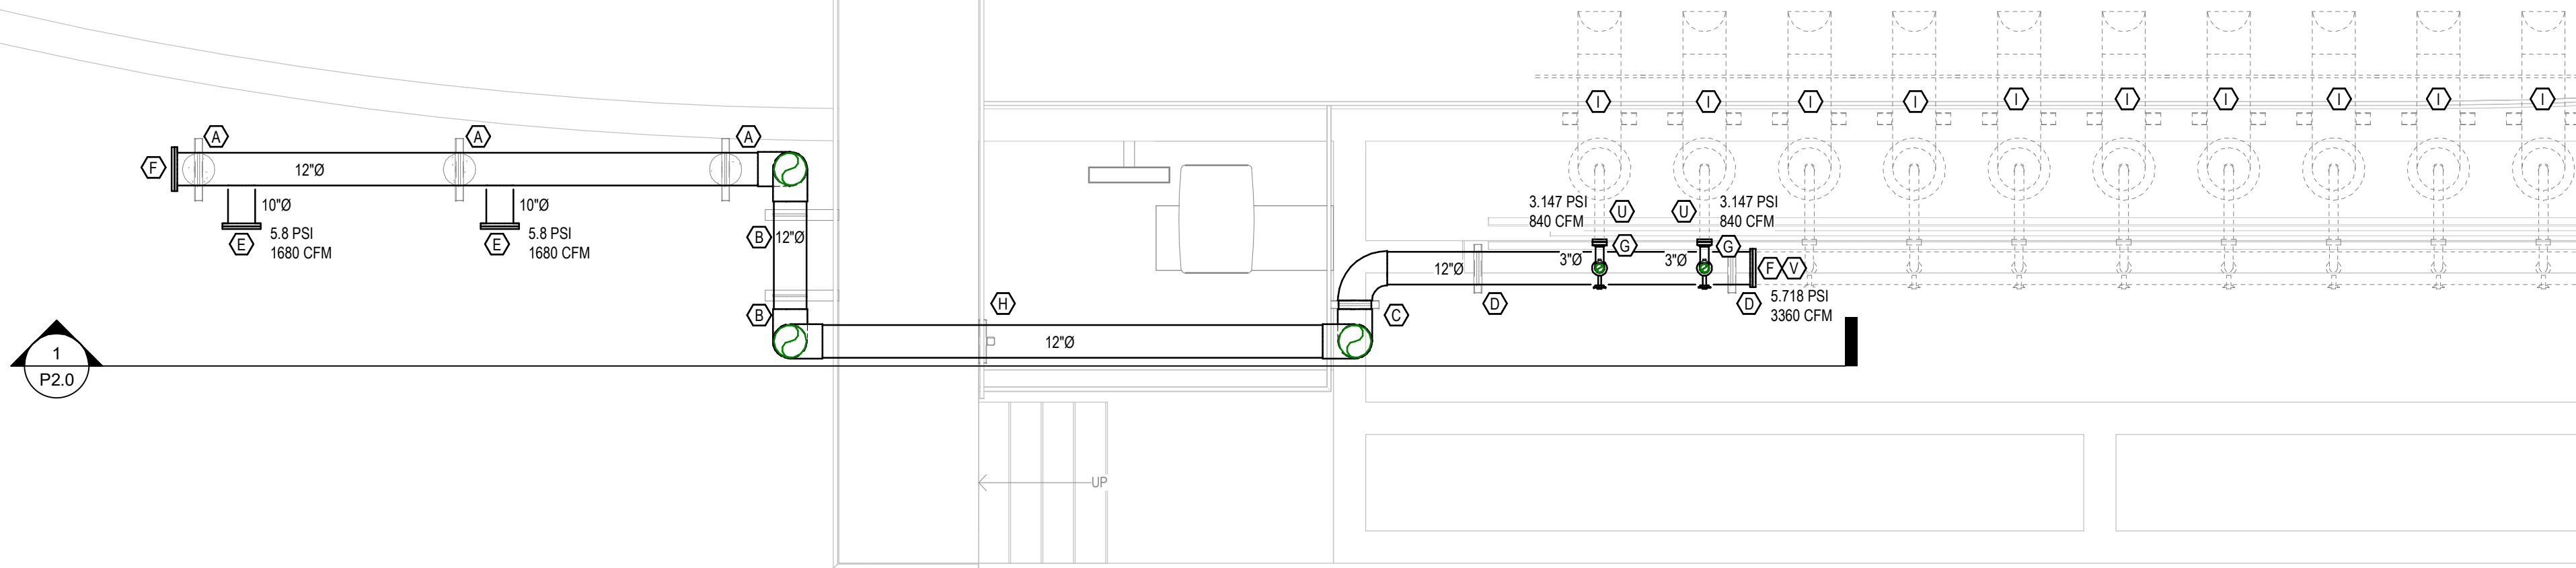 I I I I I I I I I I
A A A
F 12"Ø
10"Ø 10"Ø
E 5.8 PSI
1680 CFM
E 5.8 PSI
1680 CFM
B 12"Ø
B
H
12"Ø
C
3.147 PSI
840 CFM
U
U
3.147 PSI
840 CFM
G
G
12"Ø
3"Ø
3"Ø
F V
D
D
5.718 PSI
3360 CFM
1
P2.0
UP